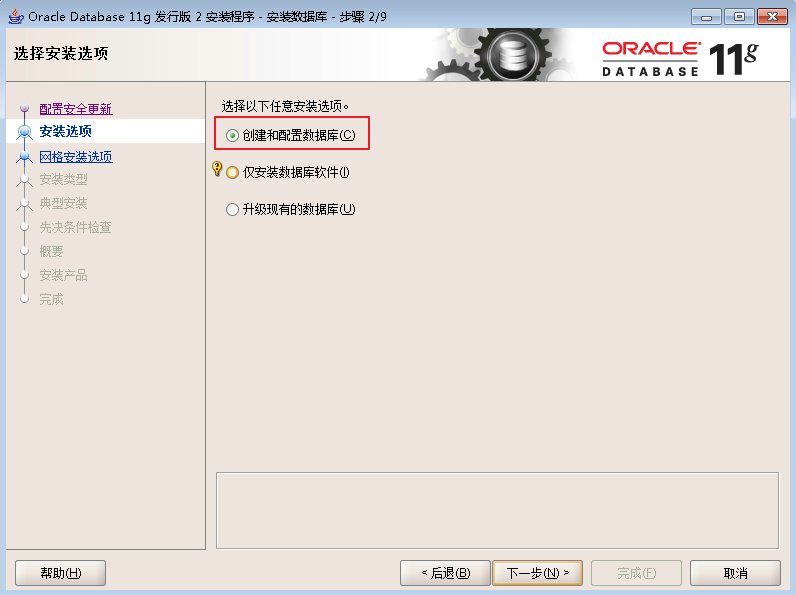 Oracle Database 11g 发行版 2 安装程序 - 安装数据库 - 步骤 2/9
选择安装选项
ORACLE
DATABASE
11g
配置安全更新
安装选项
网格安装选项
安装类型
典型安装
先决条件检查
概要
安装产品
完成
选择以下任意安装选项。
创建和配置数据库(C)
仅安装数据库软件(I)
升级现有的数据库(U)
帮助(H)
< 后退(B)
下一步(N) >
完成(F)
取消